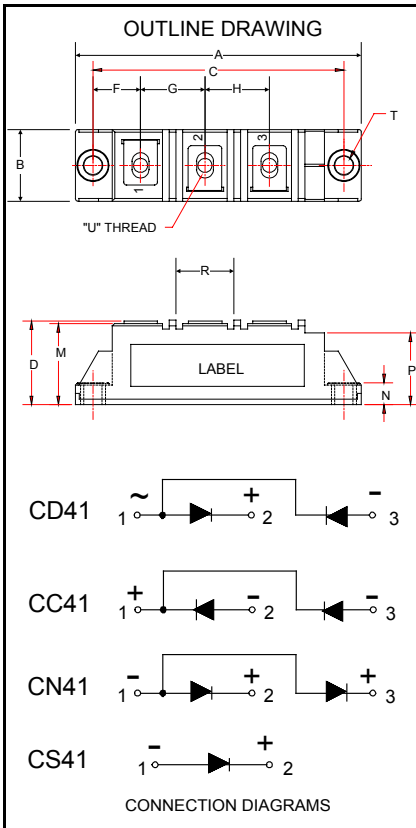 OUTLINE DRAWING
A
C
F G H
T
B
1 2 3
"U" THREAD
R
D M LABEL P N
CD41 1 ~ + 2 - 3
CC41 1 + - 2 - 3
CN41 1 - + 2 + 3
CS41 1 - + 2
CONNECTION DIAGRAMS